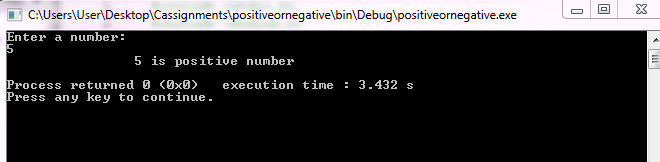 C:\Users\User\Desktop\Cassignments\positiveornegative\bin\Debug\positiveornegative.exe
Enter a number:
5
5 is positive number
Process returned 0 (0x0)   execution time : 3.432 s
Press any key to continue.